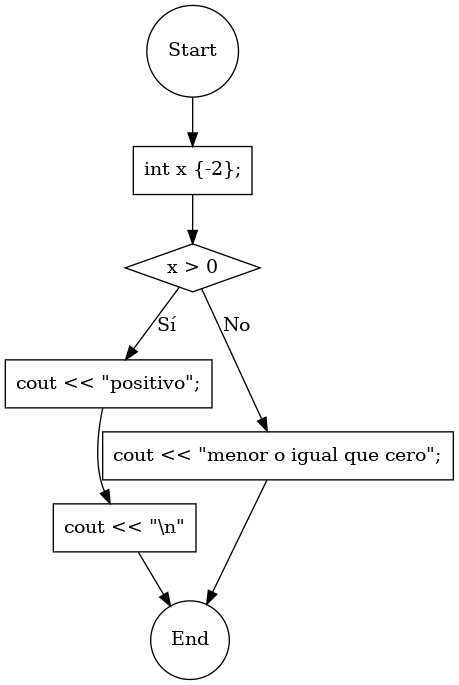 Start
int x {-2};
x > 0
Sí
No
cout << "positivo";
cout << "menor o igual que cero";
cout << "\n"
End